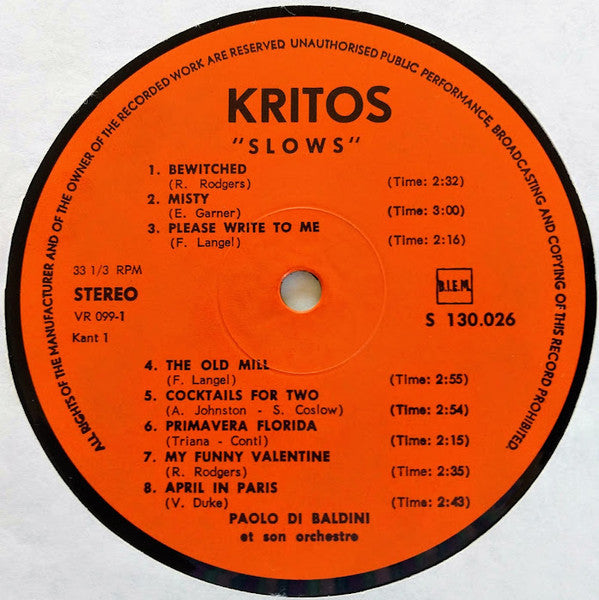 ALL RIGHTS OF THE MANUFACTURER AND OF THE OWNER OF THE RECORDED WORK ARE RESERVED UNAUTHORISED PUBLIC PERFORMANCE, BROADCASTING AND COPYING OF THIS RECORD PROHIBITED.
KRITOS
"SLOWS"
1. BEWITCHED
(R. Rodgers) (Time: 2:32)
2. MISTY
(E. Garner) (Time: 3:00)
3. PLEASE WRITE TO ME
(F. Langel) (Time: 2:16)
33 1/3 RPM
STEREO
VR 099-1
Kant 1
B.I.E.M.
S 130.026
4. THE OLD MILL
(F. Langel) (Time: 2:55)
5. COCKTAILS FOR TWO
(A. Johnston - S. Coslow) (Time: 2:54)
6. PRIMAVERA FLORIDA
(Triana - Conti) (Time: 2:15)
7. MY FUNNY VALENTINE
(R. Rodgers) (Time: 2:35)
8. APRIL IN PARIS
(V. Duke) (Time: 2:43)
PAOLO DI BALDINI
et son orchestre